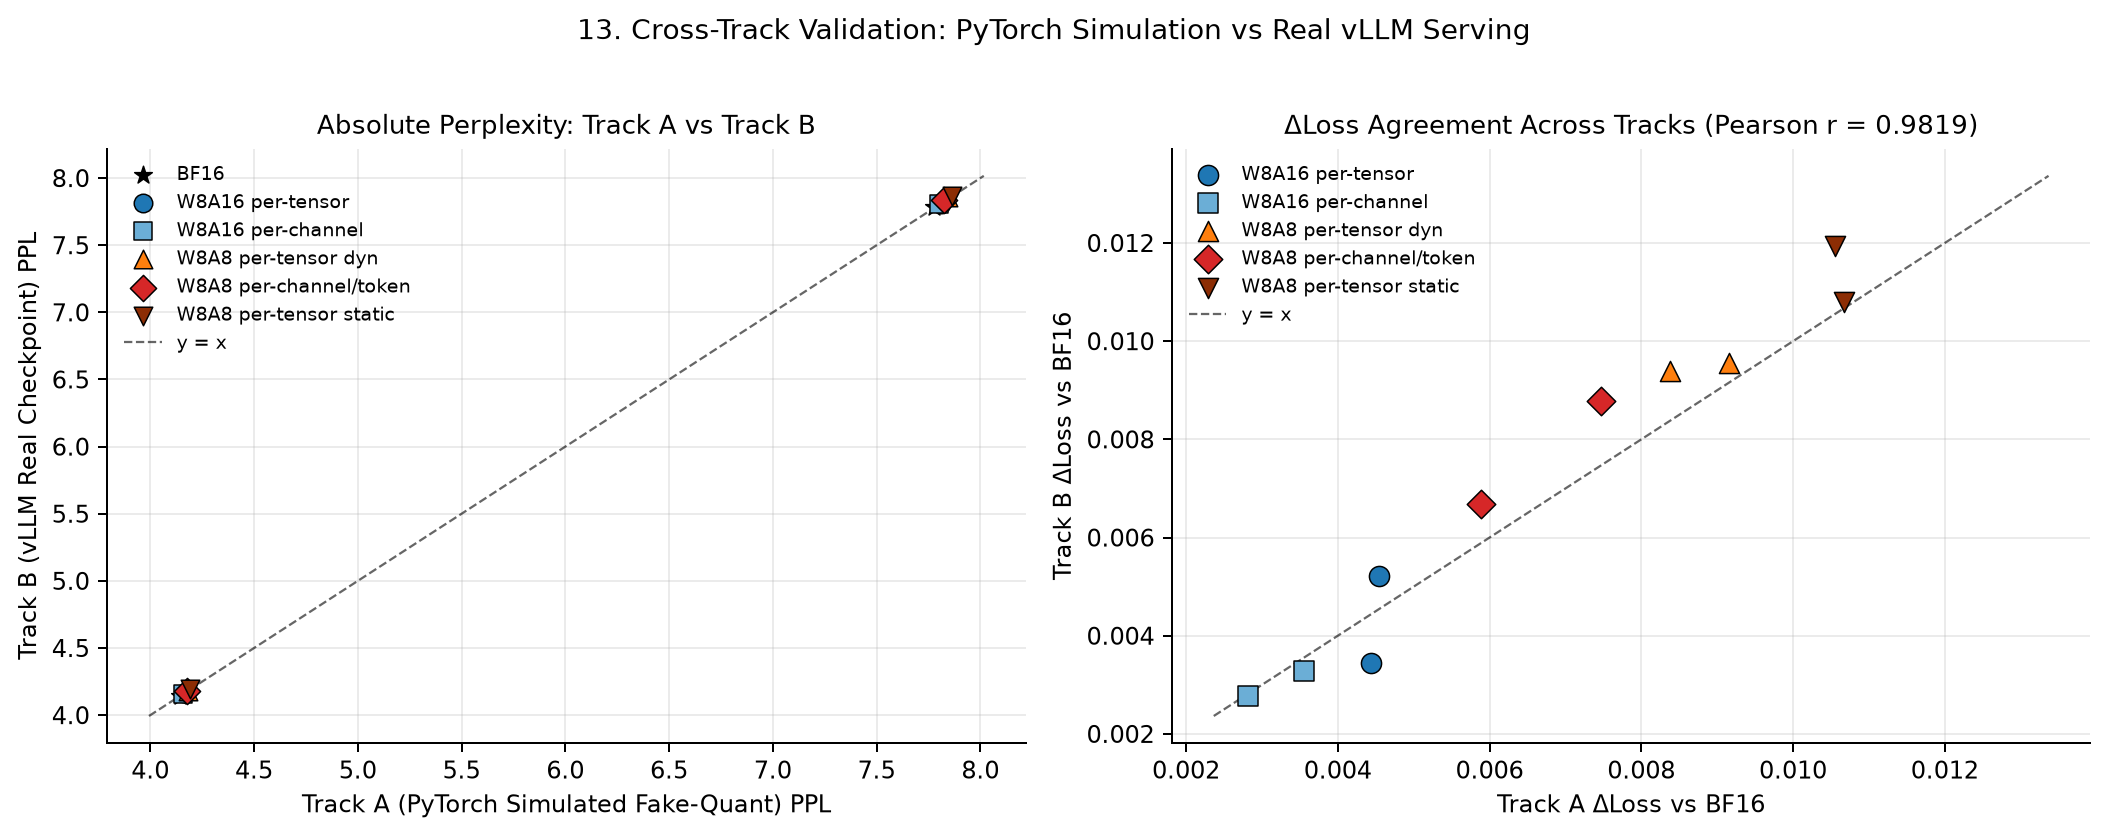 13. Cross-Track Validation: PyTorch Simulation vs Real vLLM Serving
Absolute Perplexity: Track A vs Track B
BF16
W8A16 per-tensor
W8A16 per-channel
W8A8 per-tensor dyn
W8A8 per-channel/token
W8A8 per-tensor static
y = x
8.0
7.5
7.0
6.5
6.0
5.5
5.0
4.5
4.0
Track B (vLLM Real Checkpoint) PPL
4.0 4.5 5.0 5.5 6.0 6.5 7.0 7.5 8.0
Track A (PyTorch Simulated Fake-Quant) PPL
ΔLoss Agreement Across Tracks (Pearson r = 0.9819)
W8A16 per-tensor
W8A16 per-channel
W8A8 per-tensor dyn
W8A8 per-channel/token
W8A8 per-tensor static
y = x
0.012
0.010
0.008
0.006
0.004
0.002
Track B ΔLoss vs BF16
0.002 0.004 0.006 0.008 0.010 0.012
Track A ΔLoss vs BF16